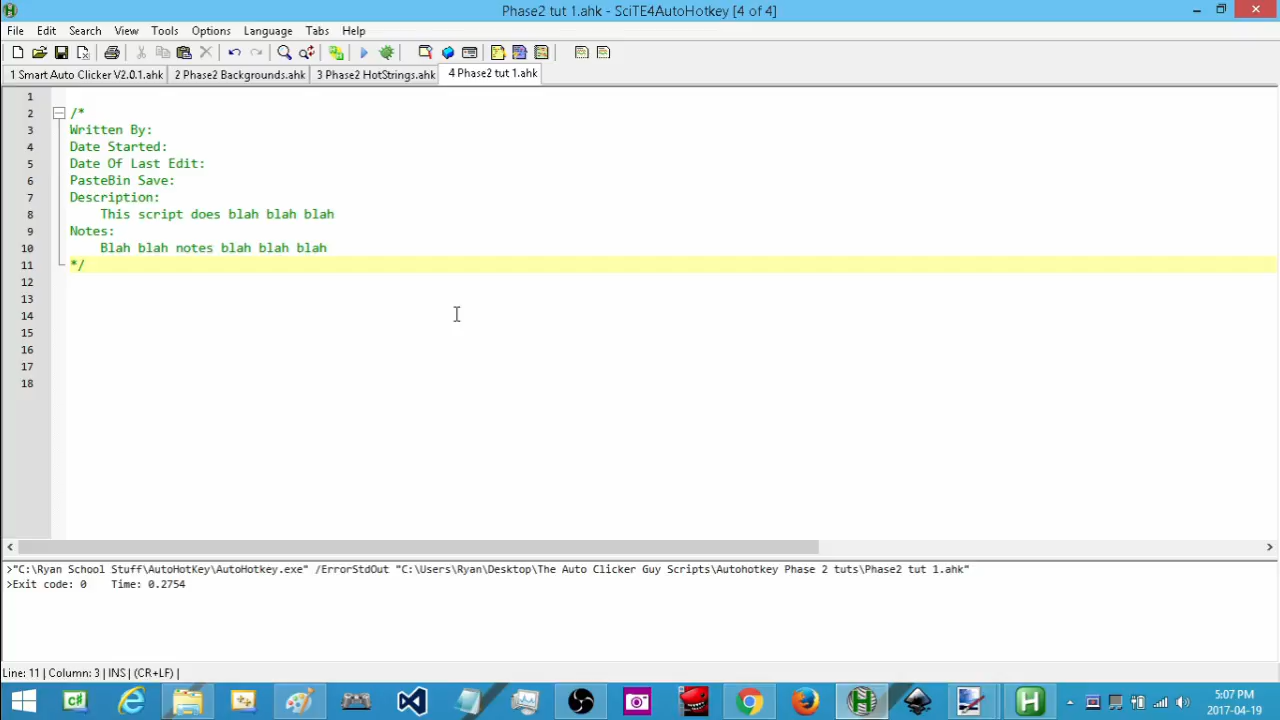 Phase2 tut 1.ahk - SciTE4AutoHotkey [4 of 4]
File Edit Search View Tools Options Language Tabs Help
1 Smart Auto Clicker V2.0.1.ahk 2 Phase2 Backgrounds.ahk 3 Phase2 HotStrings.ahk 4 Phase2 tut 1.ahk
1
2 /*
3 Written By:
4 Date Started:
5 Date Of Last Edit:
6 PasteBin Save:
7 Description:
8 This script does blah blah blah
9 Notes:
10 Blah blah notes blah blah blah
11 */
12
13
14
15
16
17
18
>"C:\Ryan School Stuff\AutoHotKey\AutoHotkey.exe" /ErrorStdOut "C:\Users\Ryan\Desktop\The Auto Clicker Guy Scripts\Autohotkey Phase 2 tuts\Phase2 tut 1.ahk"
>Exit code: 0 Time: 0.2754
Line: 11 | Column: 3 | INS | (CR+LF) |
5:07 PM
2017-04-19